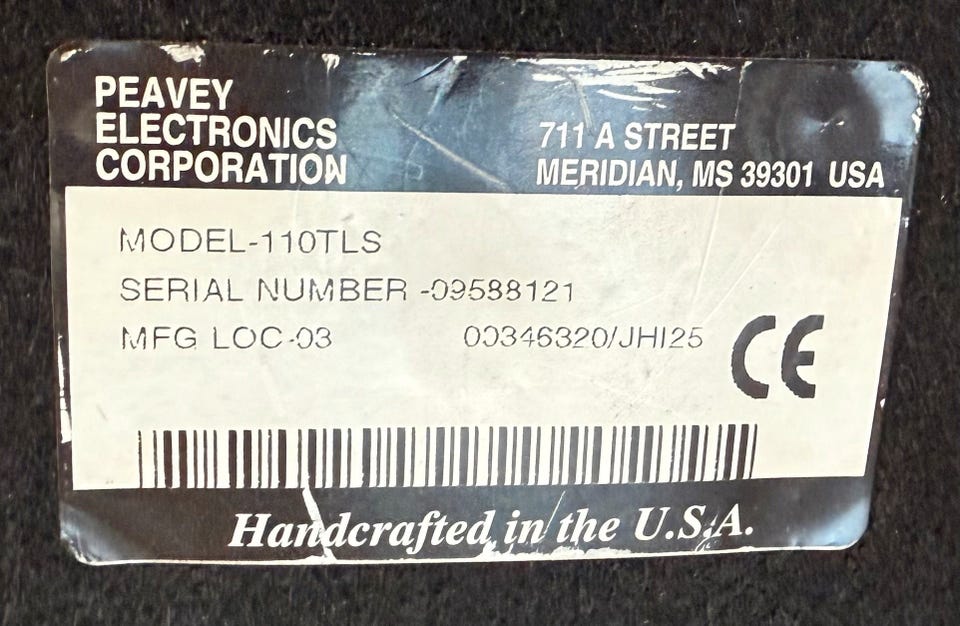 PEAVEY
ELECTRONICS
CORPORATION
711 A STREET
MERIDIAN, MS 39301 USA
MODEL-110TLS
SERIAL NUMBER -09588121
MFG LOC-03 00346320/JHI25
CE
Handcrafted in the U.S.A.